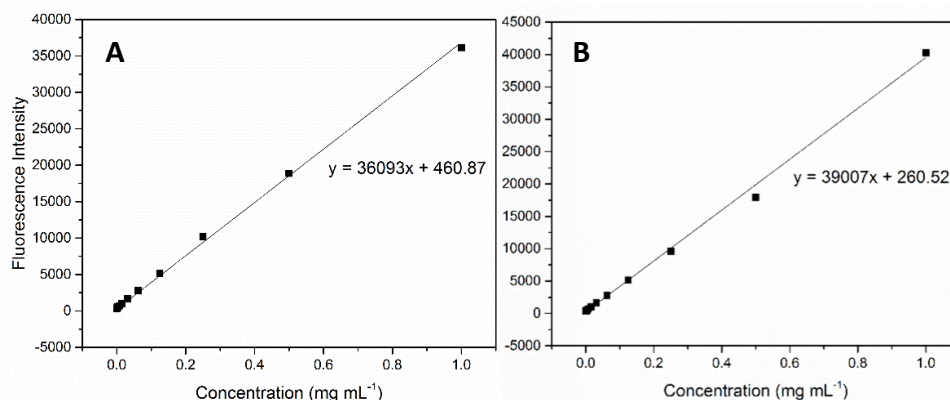 A
Fluorescence Intensity
40000
35000
30000
25000
20000
15000
10000
5000
0
-5000
y = 36093x + 460.87
0.0 0.2 0.4 0.6 0.8 1.0
Concentration (mg mL⁻¹)
B
45000
40000
35000
30000
25000
20000
15000
10000
5000
0
-5000
y = 39007x + 260.52
0.0 0.2 0.4 0.6 0.8 1.0
Concentration (mg mL⁻¹)